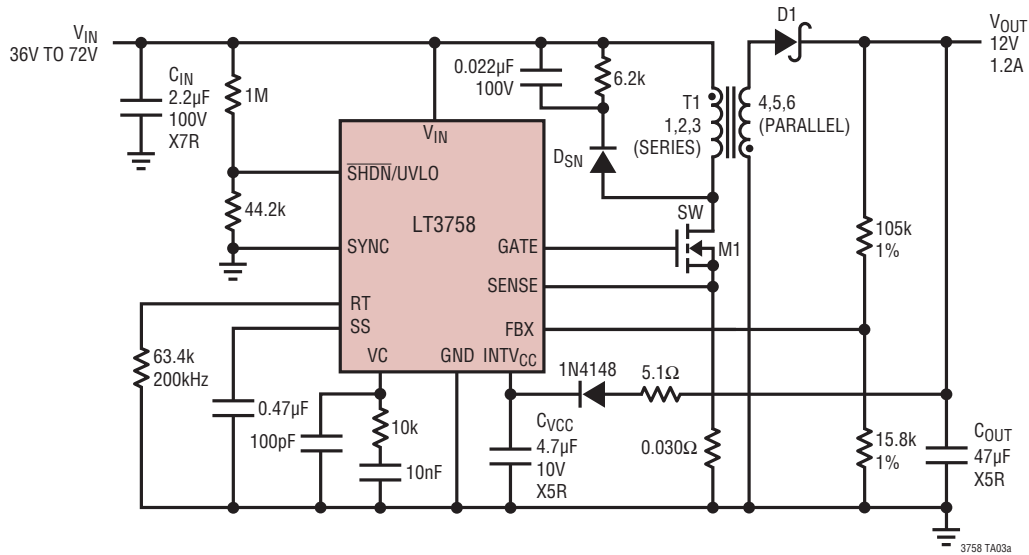 V_IN
36V TO 72V
C_IN
2.2µF
100V
X7R
1M
44.2k
0.022µF
100V
6.2k
D_SN
T1
1,2,3
(SERIES)
4,5,6
(PARALLEL)
D1
V_OUT
12V
1.2A
V_IN
SHDN/UVLO
LT3758
SYNC
GATE
SENSE
RT
SS
FBX
VC
GND
INTV_CC
SW
M1
105k
1%
63.4k
200kHz
0.47µF
100pF
10k
10nF
1N4148
5.1Ω
C_VCC
4.7µF
10V
X5R
0.030Ω
15.8k
1%
C_OUT
47µF
X5R
3758 TA03a